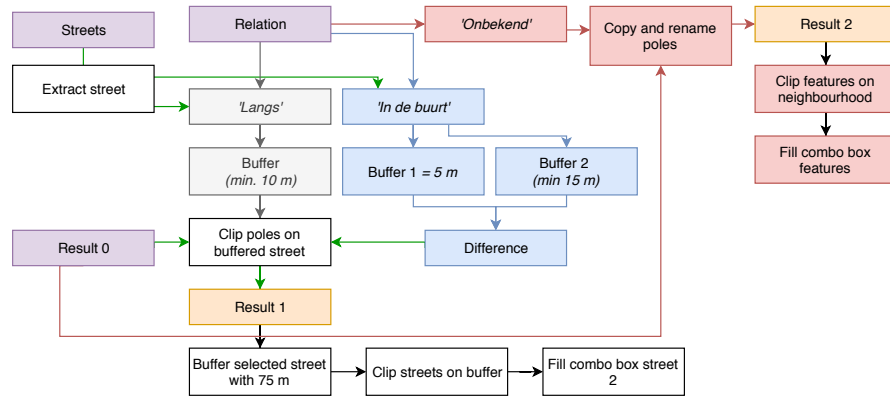 Streets
Relation
'Onbekend'
Copy and rename
poles
Result 2
Extract street
'Langs'
'In de buurt'
Clip features on
neighbourhood
Buffer
(min. 10 m)
Buffer 1 = 5 m
Buffer 2
(min 15 m)
Fill combo box
features
Result 0
Clip poles on
buffered street
Difference
Result 1
Buffer selected street
with 75 m
Clip streets on buffer
Fill combo box street
2